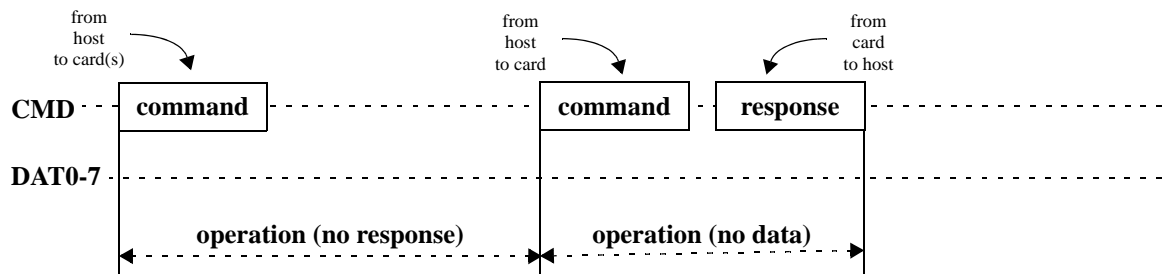 from
host
to card(s)
from
host
to card
from
card
to host
CMD
command
command
response
DAT0-7
operation (no response)
operation (no data)